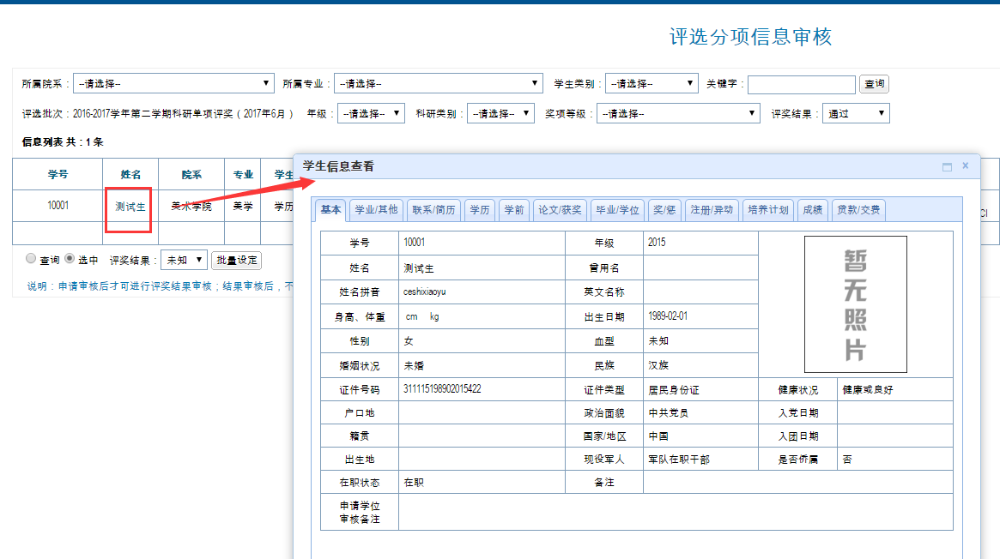 评选分项信息审核
所属院系： --请选择-- 所属专业： --请选择-- 学生类别： --请选择-- 关键字： 查询
评选批次：2016-2017学年第二学期科研单项评奖（2017年6月） 年级： --请选择-- 科研类别： --请选择-- 奖项等级： --请选择-- 评奖结果： 通过
信息列表 共：1 条
学号 姓名 院系 专业 学生
10001 测试生 美术学院 美学 学历
CI
查询 选中 评奖结果： 未知 批量设定
说明：申请审核后才可进行评奖结果审核；结果审核后，不
学生信息查看
基本 学业/其他 联系/简历 学历 学前 论文/获奖 毕业/学位 奖/惩 注册/异动 培养计划 成绩 贷款/交费
学号 10001 年级 2015
姓名 测试生 曾用名
姓名拼音 ceshixiaoyu 英文名称
身高、体重 cm kg 出生日期 1989-02-01
性别 女 血型 未知
婚姻状况 未婚 民族 汉族
暂
无
照
片
证件号码 311115198902015422 证件类型 居民身份证 健康状况 健康或良好
户口地 政治面貌 中共党员 入党日期
籍贯 国家/地区 中国 入团日期
出生地 现役军人 军队在职干部 是否侨属 否
在职状态 在职 备注
申请学位
审核备注